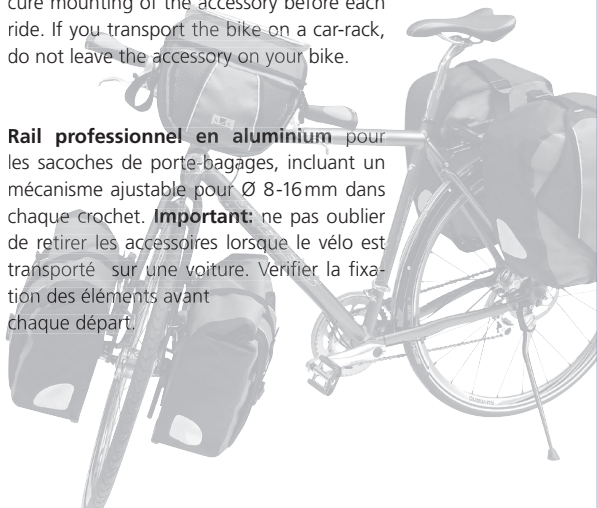 cure mounting of the accessory before each
ride. If you transport the bike on a car-rack,
do not leave the accessory on your bike.
Rail professionnel en aluminium pour
les sacoches de porte-bagages, incluant un
mécanisme ajustable pour Ø 8-16 mm dans
chaque crochet. Important: ne pas oublier
de retirer les accessoires lorsque le vélo est
transporté sur une voiture. Verifier la fixa-
tion des éléments avant
chaque départ.